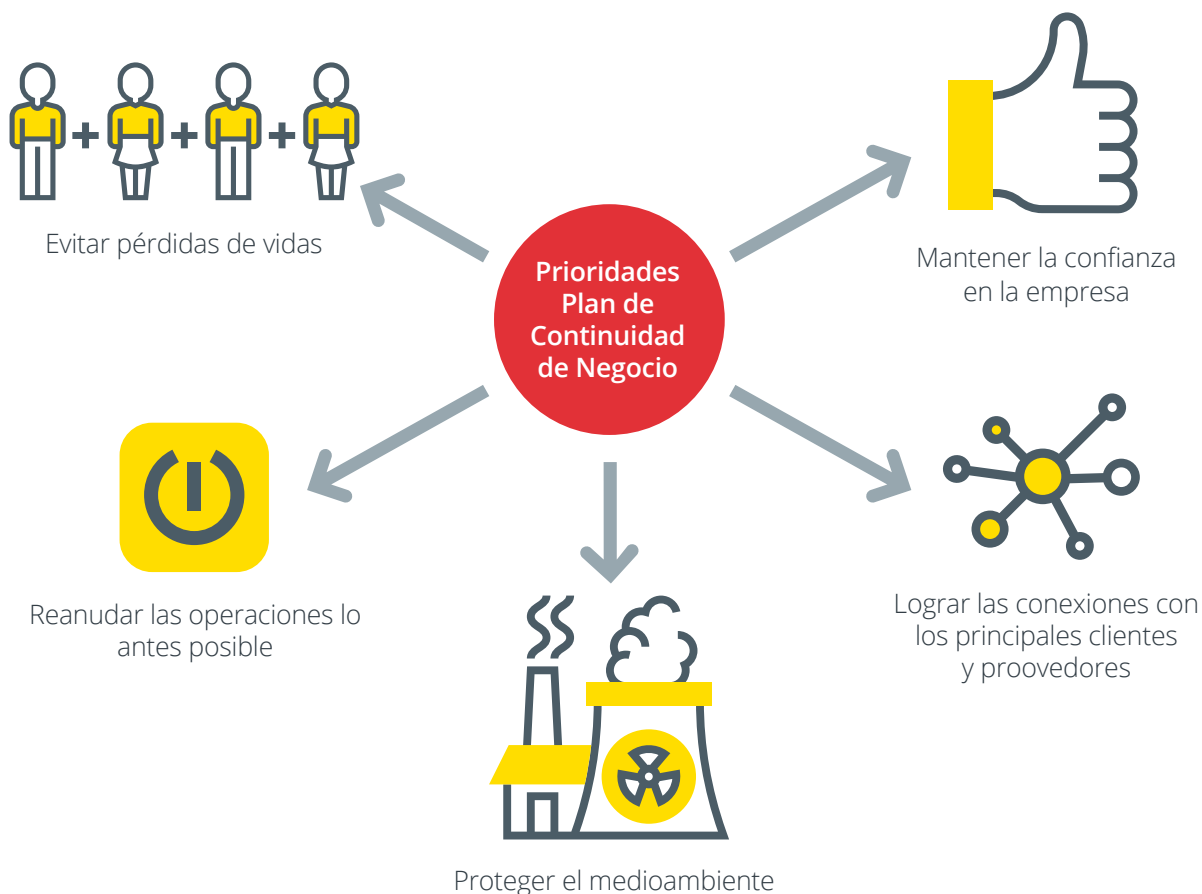 Evitar pérdidas de vidas
Mantener la confianza
en la empresa
Prioridades
Plan de
Continuidad
de Negocio
Reanudar las operaciones lo
antes posible
Lograr las conexiones con
los principales clientes
y proovedores
Proteger el medioambiente